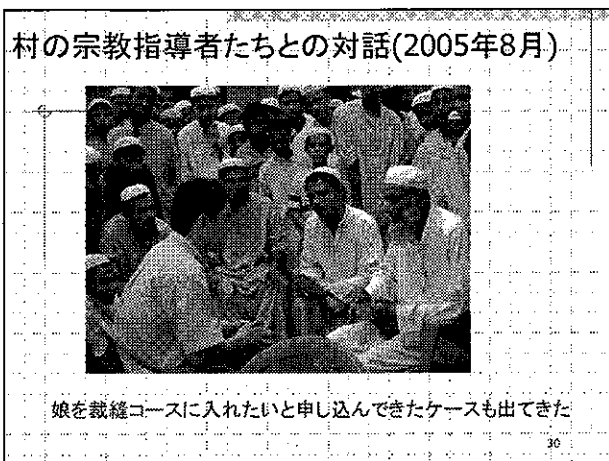 村の宗教指導者たちとの対話(2005年8月)
娘を裁縫コースに入れたいと申し込んできたケースも出てきた
30